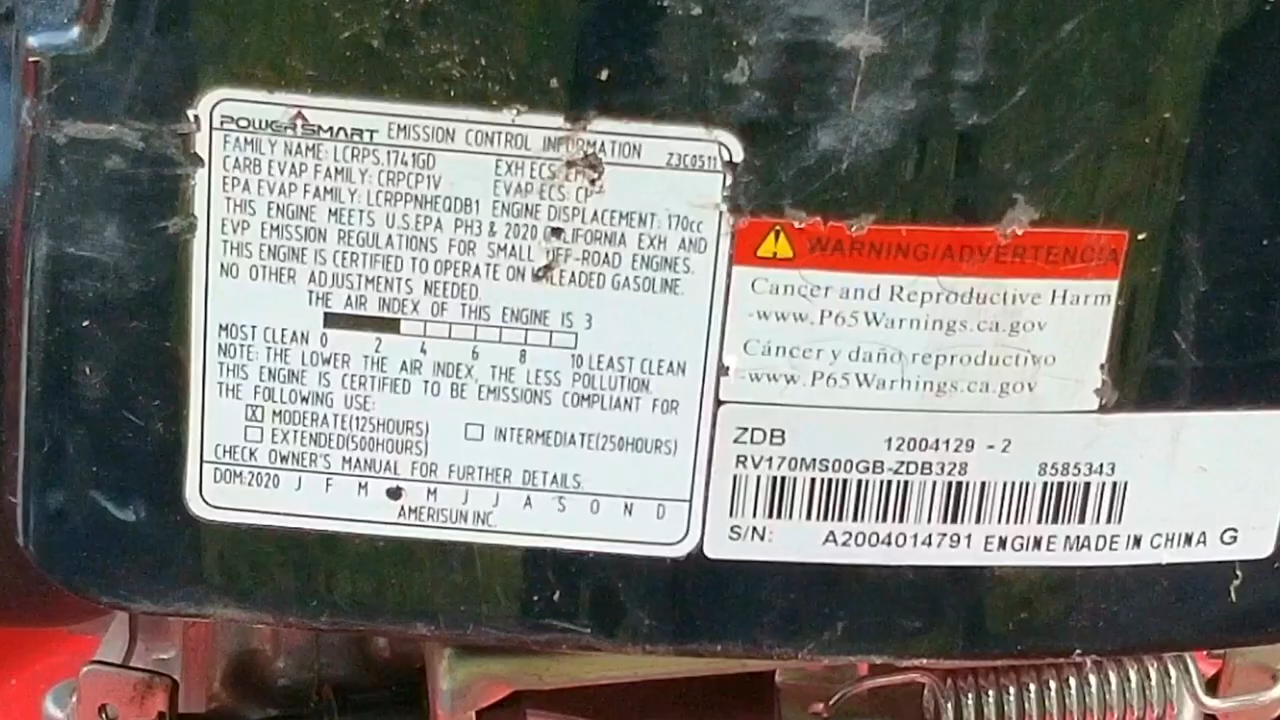 POWERSMART EMISSION CONTROL INFORMATION Z3C0511
FAMILY NAME: LCRPS.1741GD EXH ECS:
CARB EVAP FAMILY: CRPCP1V EVAP ECS:
EPA EVAP FAMILY: LCRPPNHEQDB1 ENGINE DISPLACEMENT: 170cc
THIS ENGINE MEETS U.S.EPA PH3 & 2020 CALIFORNIA EXH AND
EVP EMISSION REGULATIONS FOR SMALL OFF-ROAD ENGINES.
THIS ENGINE IS CERTIFIED TO OPERATE ON UNLEADED GASOLINE.
NO OTHER ADJUSTMENTS NEEDED.
THE AIR INDEX OF THIS ENGINE IS 3
MOST CLEAN 0 2 4 6 8 10 LEAST CLEAN
NOTE: THE LOWER THE AIR INDEX, THE LESS POLLUTION.
THIS ENGINE IS CERTIFIED TO BE EMISSIONS COMPLIANT FOR
THE FOLLOWING USE:
☒ MODERATE(125HOURS) ☐ INTERMEDIATE(250HOURS)
☐ EXTENDED(500HOURS)
CHECK OWNER'S MANUAL FOR FURTHER DETAILS.
DOM:2020 J F M M J J A S O N D
AMERISUN INC.
WARNING/ADVERTENCIA
Cancer and Reproductive Harm
-www.P65Warnings.ca.gov
Cáncer y daño reproductivo
-www.P65Warnings.ca.gov
ZDB 12004129 - 2
RV170MS00GB-ZDB328 8585343
S/N: A2004014791 ENGINE MADE IN CHINA G